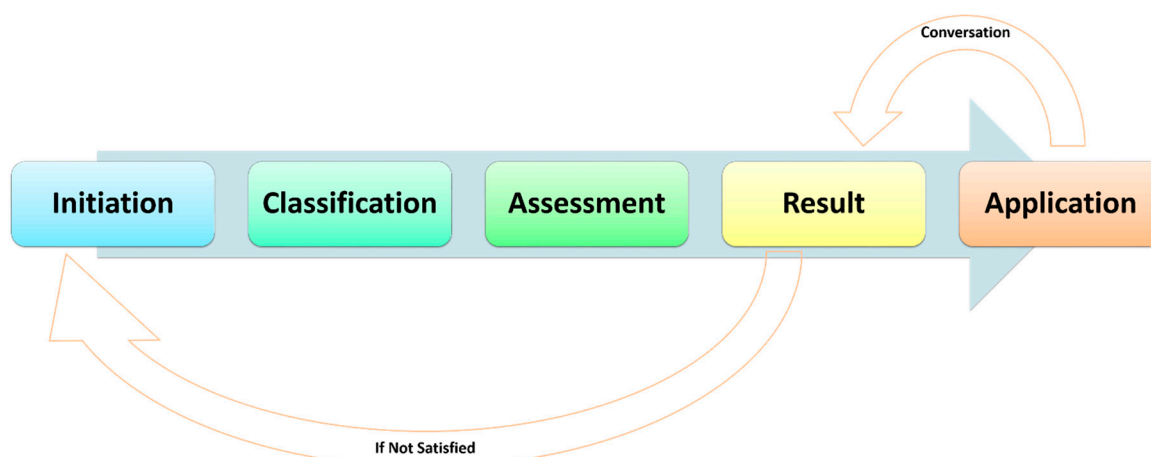 Conversation
Initiation
Classification
Assessment
Result
Application
If Not Satisfied